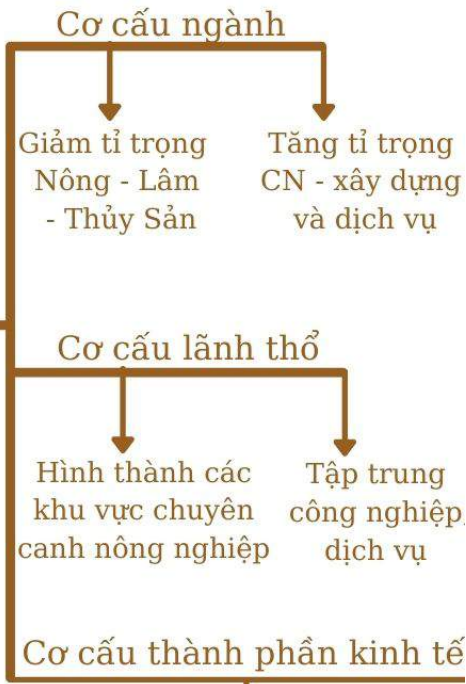 Cơ cấu ngành
Giảm tỉ trọng
Nông - Lâm
- Thủy Sản
Tăng tỉ trọng
CN - xây dựng
và dịch vụ
Cơ cấu lãnh thổ
Hình thành các
khu vực chuyên
canh nông nghiệp
Tập trung
công nghiệp,
dịch vụ
Cơ cấu thành phần kinh tế